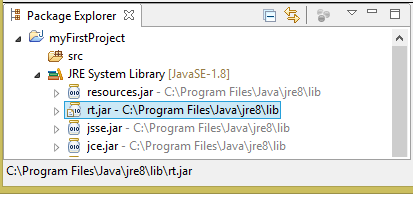 Package Explorer
myFirstProject
src
JRE System Library [JavaSE-1.8]
resources.jar - C:\Program Files\Java\jre8\lib
rt.jar - C:\Program Files\Java\jre8\lib
jsse.jar - C:\Program Files\Java\jre8\lib
jce.jar - C:\Program Files\Java\jre8\lib
C:\Program Files\Java\jre8\lib\rt.jar